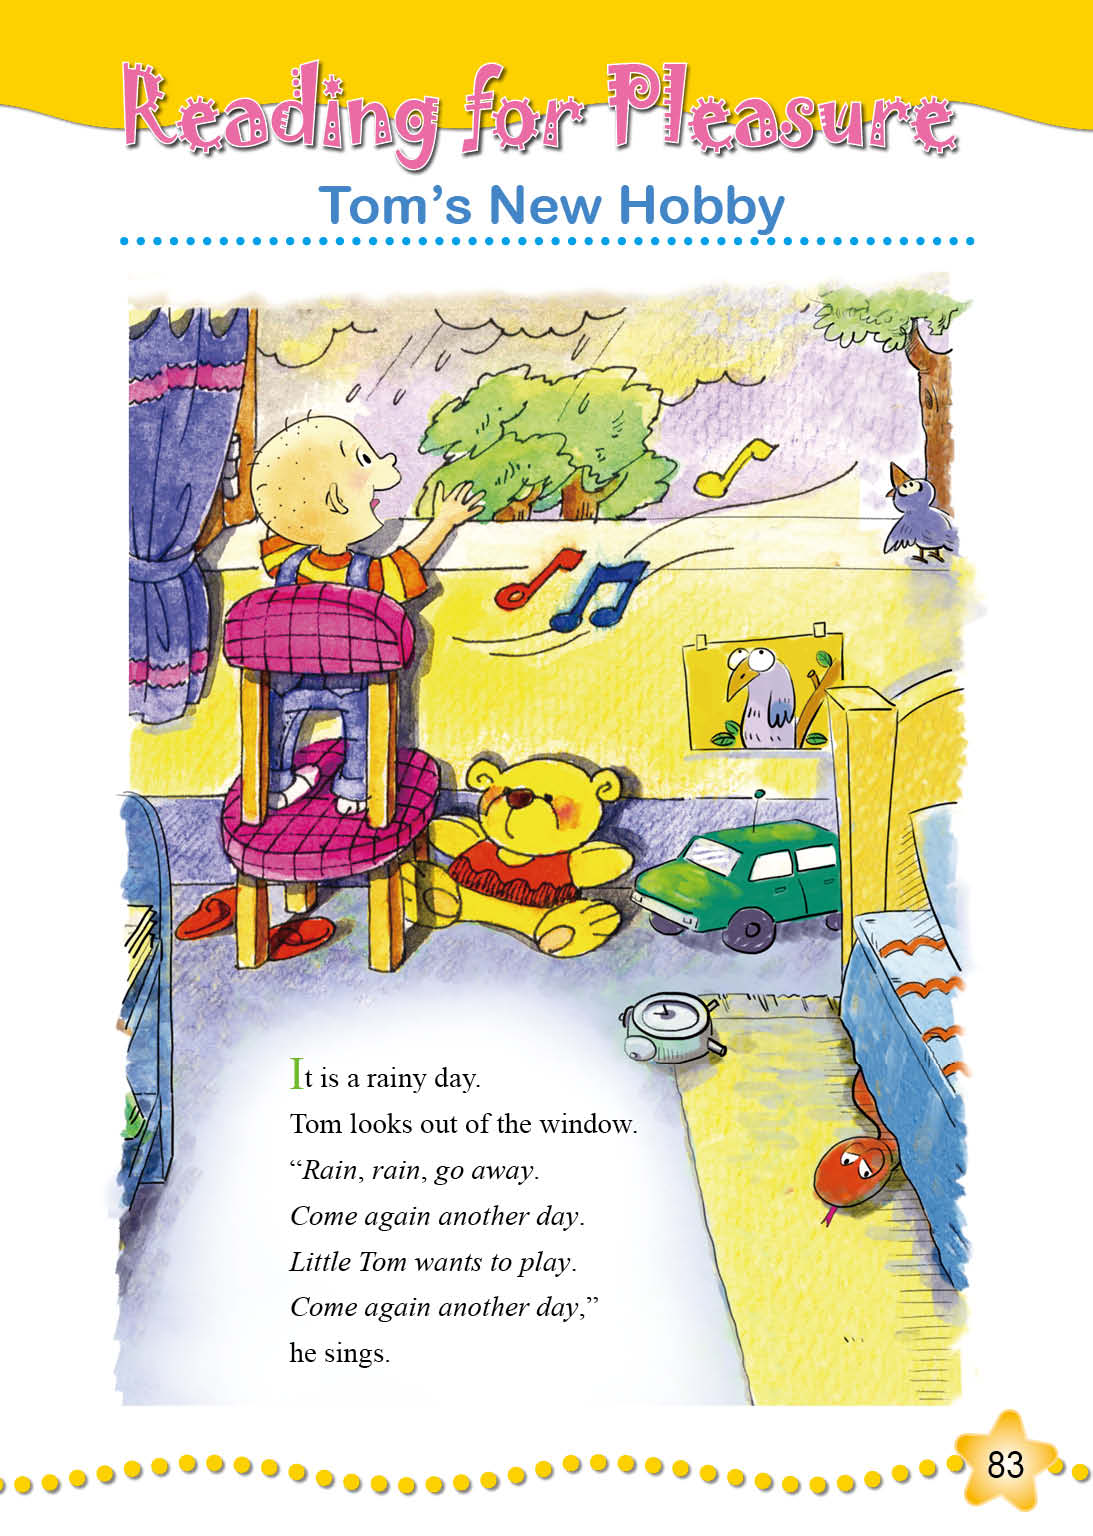 Reading for Pleasure
Tom’s New Hobby
It is a rainy day.
Tom looks out of the window.
“Rain, rain, go away.
Come again another day.
Little Tom wants to play.
Come again another day,”
he sings.
83